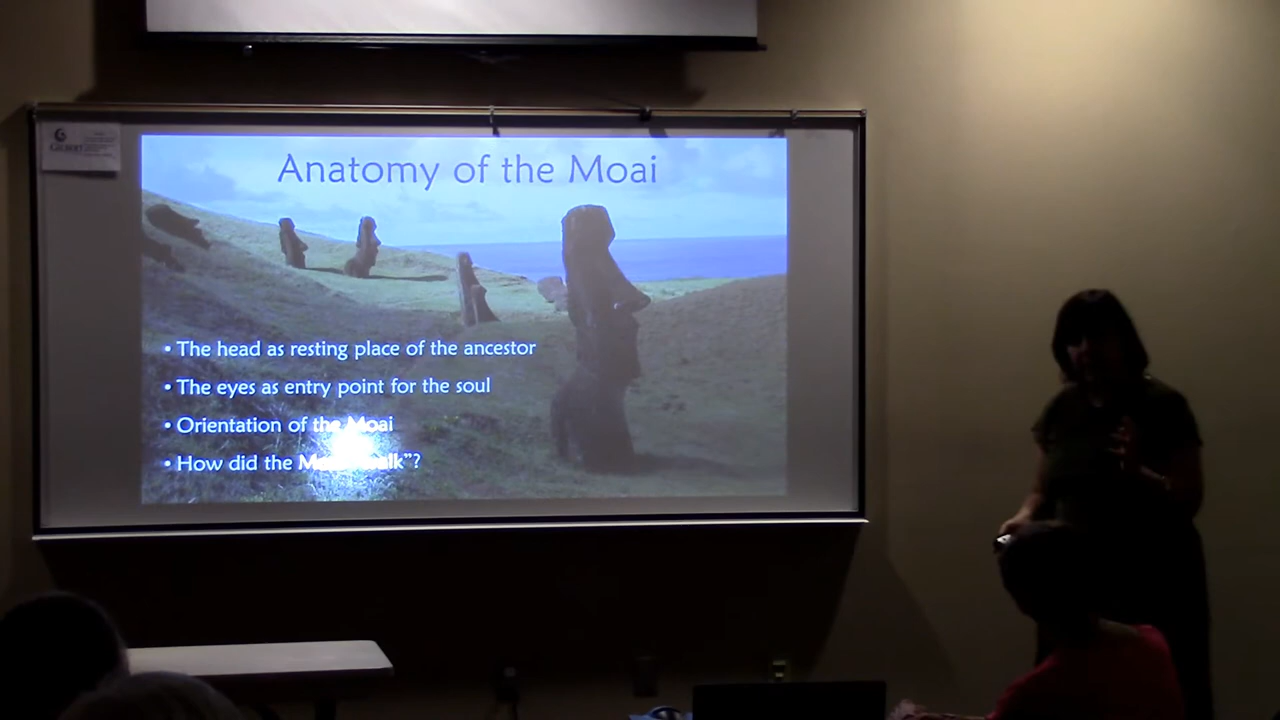 Anatomy of the Moai
• The head as resting place of the ancestor
• The eyes as entry point for the soul
• Orientation of the Moai
• How did the